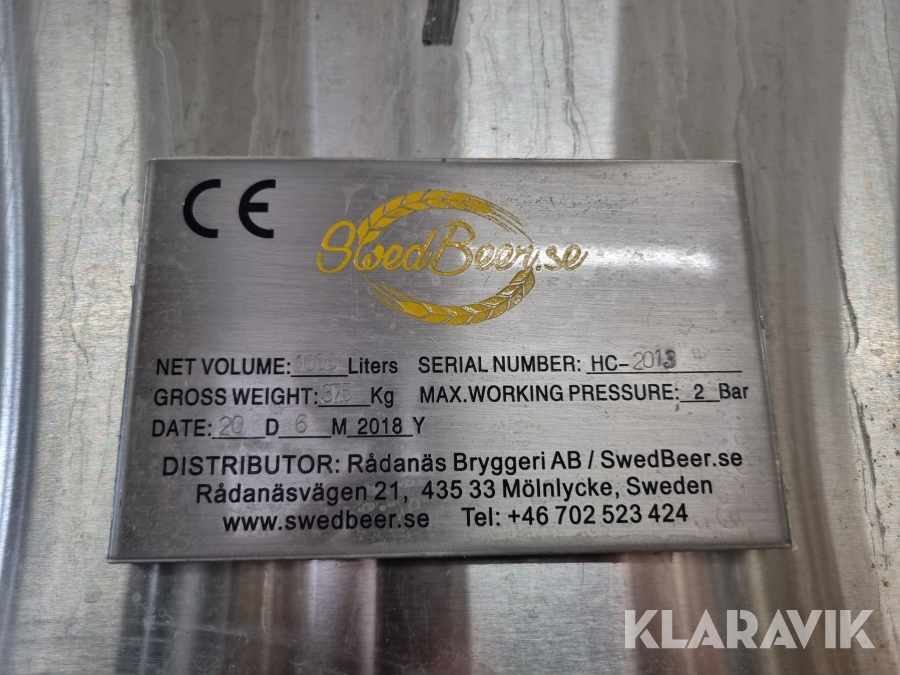 CE
SwedBeer.se
NET VOLUME: 1000 Liters SERIAL NUMBER: HC-2013
GROSS WEIGHT: 375 Kg MAX.WORKING PRESSURE: 2 Bar
DATE: 20 D 6 M 2018 Y
DISTRIBUTOR: Rådanäs Bryggeri AB / SwedBeer.se
Rådanäsvägen 21, 435 33 Mölnlycke, Sweden
www.swedbeer.se Tel: +46 702 523 424
KLARAVIK